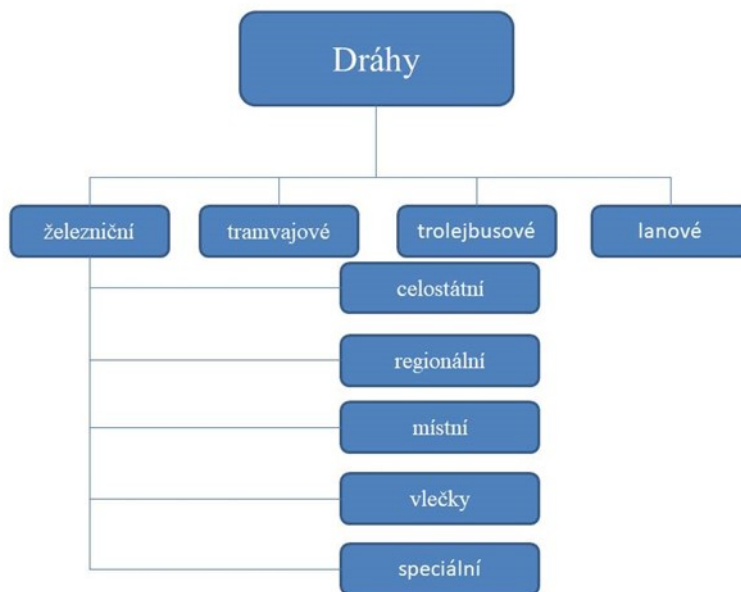 Dráhy
železniční
tramvajové
trolejbusové
lanové
celostátní
regionální
místní
vlečky
speciální